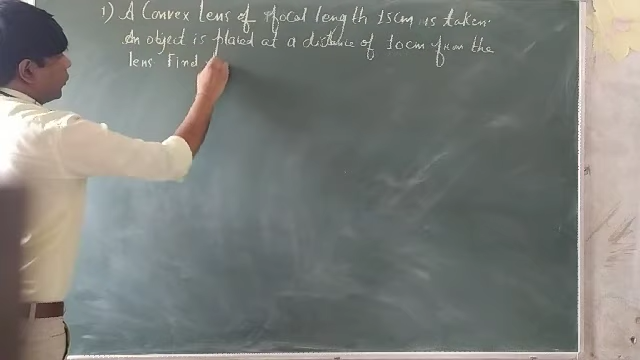 1) A Convex lens of focal length 15cm is taken.
An object is placed at a distance of 10cm from the
lens Find